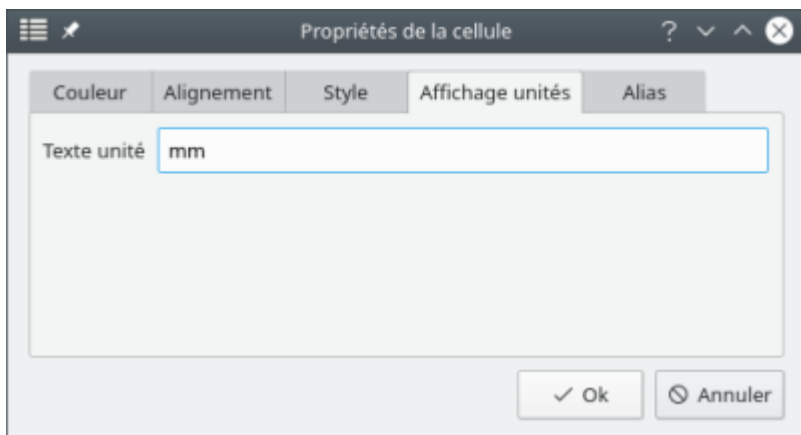 Propriétés de la cellule ?
Couleur Alignement Style Affichage unités Alias
Texte unité mm
Ok Annuler